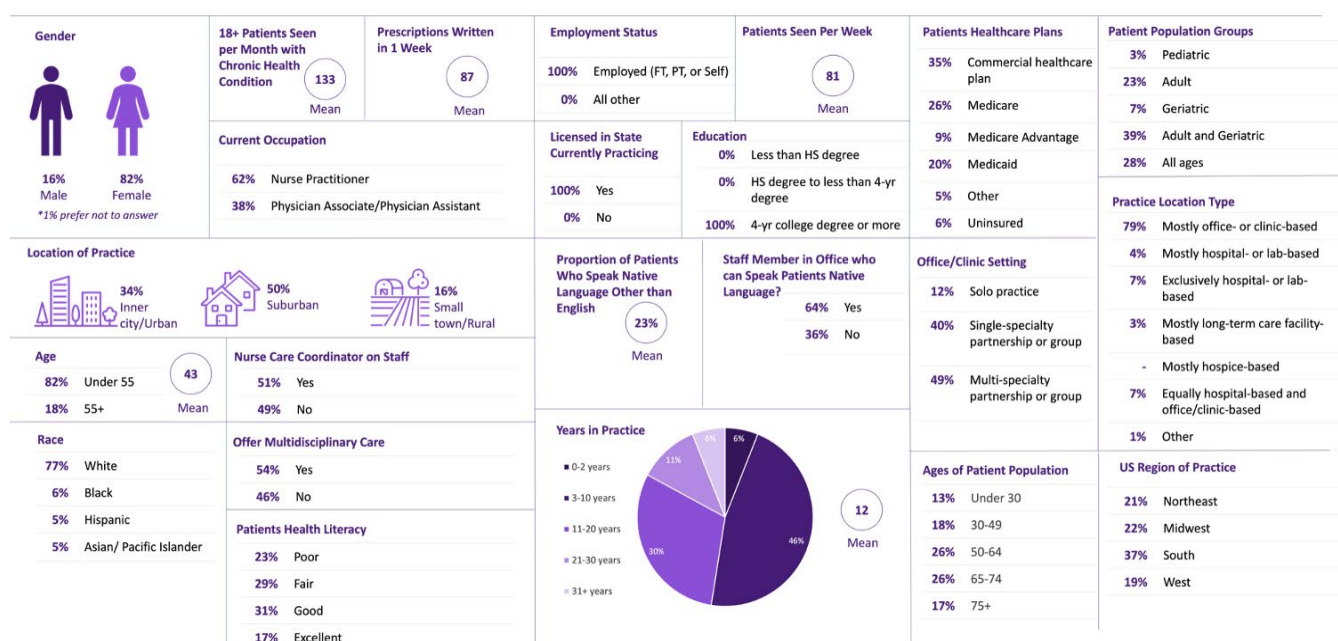 Gender
16%
Male
82%
Female
*1% prefer not to answer
18+ Patients Seen
per Month with
Chronic Health
Condition
133
Mean
Prescriptions Written
in 1 Week
87
Mean
Employment Status
100% Employed (FT, PT, or Self)
0% All other
Patients Seen Per Week
81
Mean
Patients Healthcare Plans
35% Commercial healthcare
plan
26% Medicare
9% Medicare Advantage
20% Medicaid
5% Other
6% Uninsured
Patient Population Groups
3% Pediatric
23% Adult
7% Geriatric
39% Adult and Geriatric
28% All ages
Current Occupation
62% Nurse Practitioner
38% Physician Associate/Physician Assistant
Licensed in State
Currently Practicing
100% Yes
0% No
Education
0% Less than HS degree
0% HS degree to less than 4-yr
degree
100% 4-yr college degree or more
Practice Location Type
79% Mostly office- or clinic-based
4% Mostly hospital- or lab-based
7% Exclusively hospital- or lab-
based
3% Mostly long-term care facility-
based
- Mostly hospice-based
7% Equally hospital-based and
office/clinic-based
1% Other
Location of Practice
34%
Inner
city/Urban
50%
Suburban
16%
Small
town/Rural
Proportion of Patients
Who Speak Native
Language Other than
English
23%
Mean
Staff Member in Office who
can Speak Patients Native
Language?
64% Yes
36% No
Office/Clinic Setting
12% Solo practice
40% Single-specialty
partnership or group
49% Multi-specialty
partnership or group
Age
82% Under 55
18% 55+
43
Mean
Nurse Care Coordinator on Staff
51% Yes
49% No
Race
77% White
6% Black
5% Hispanic
5% Asian/ Pacific Islander
Offer Multidisciplinary Care
54% Yes
46% No
Patients Health Literacy
23% Poor
29% Fair
31% Good
17% Excellent
Years in Practice
0-2 years
3-10 years
11-20 years
21-30 years
31+ years
6%
6%
11%
30%
46%
12
Mean
Ages of Patient Population
13% Under 30
18% 30-49
26% 50-64
26% 65-74
17% 75+
US Region of Practice
21% Northeast
22% Midwest
37% South
19% West